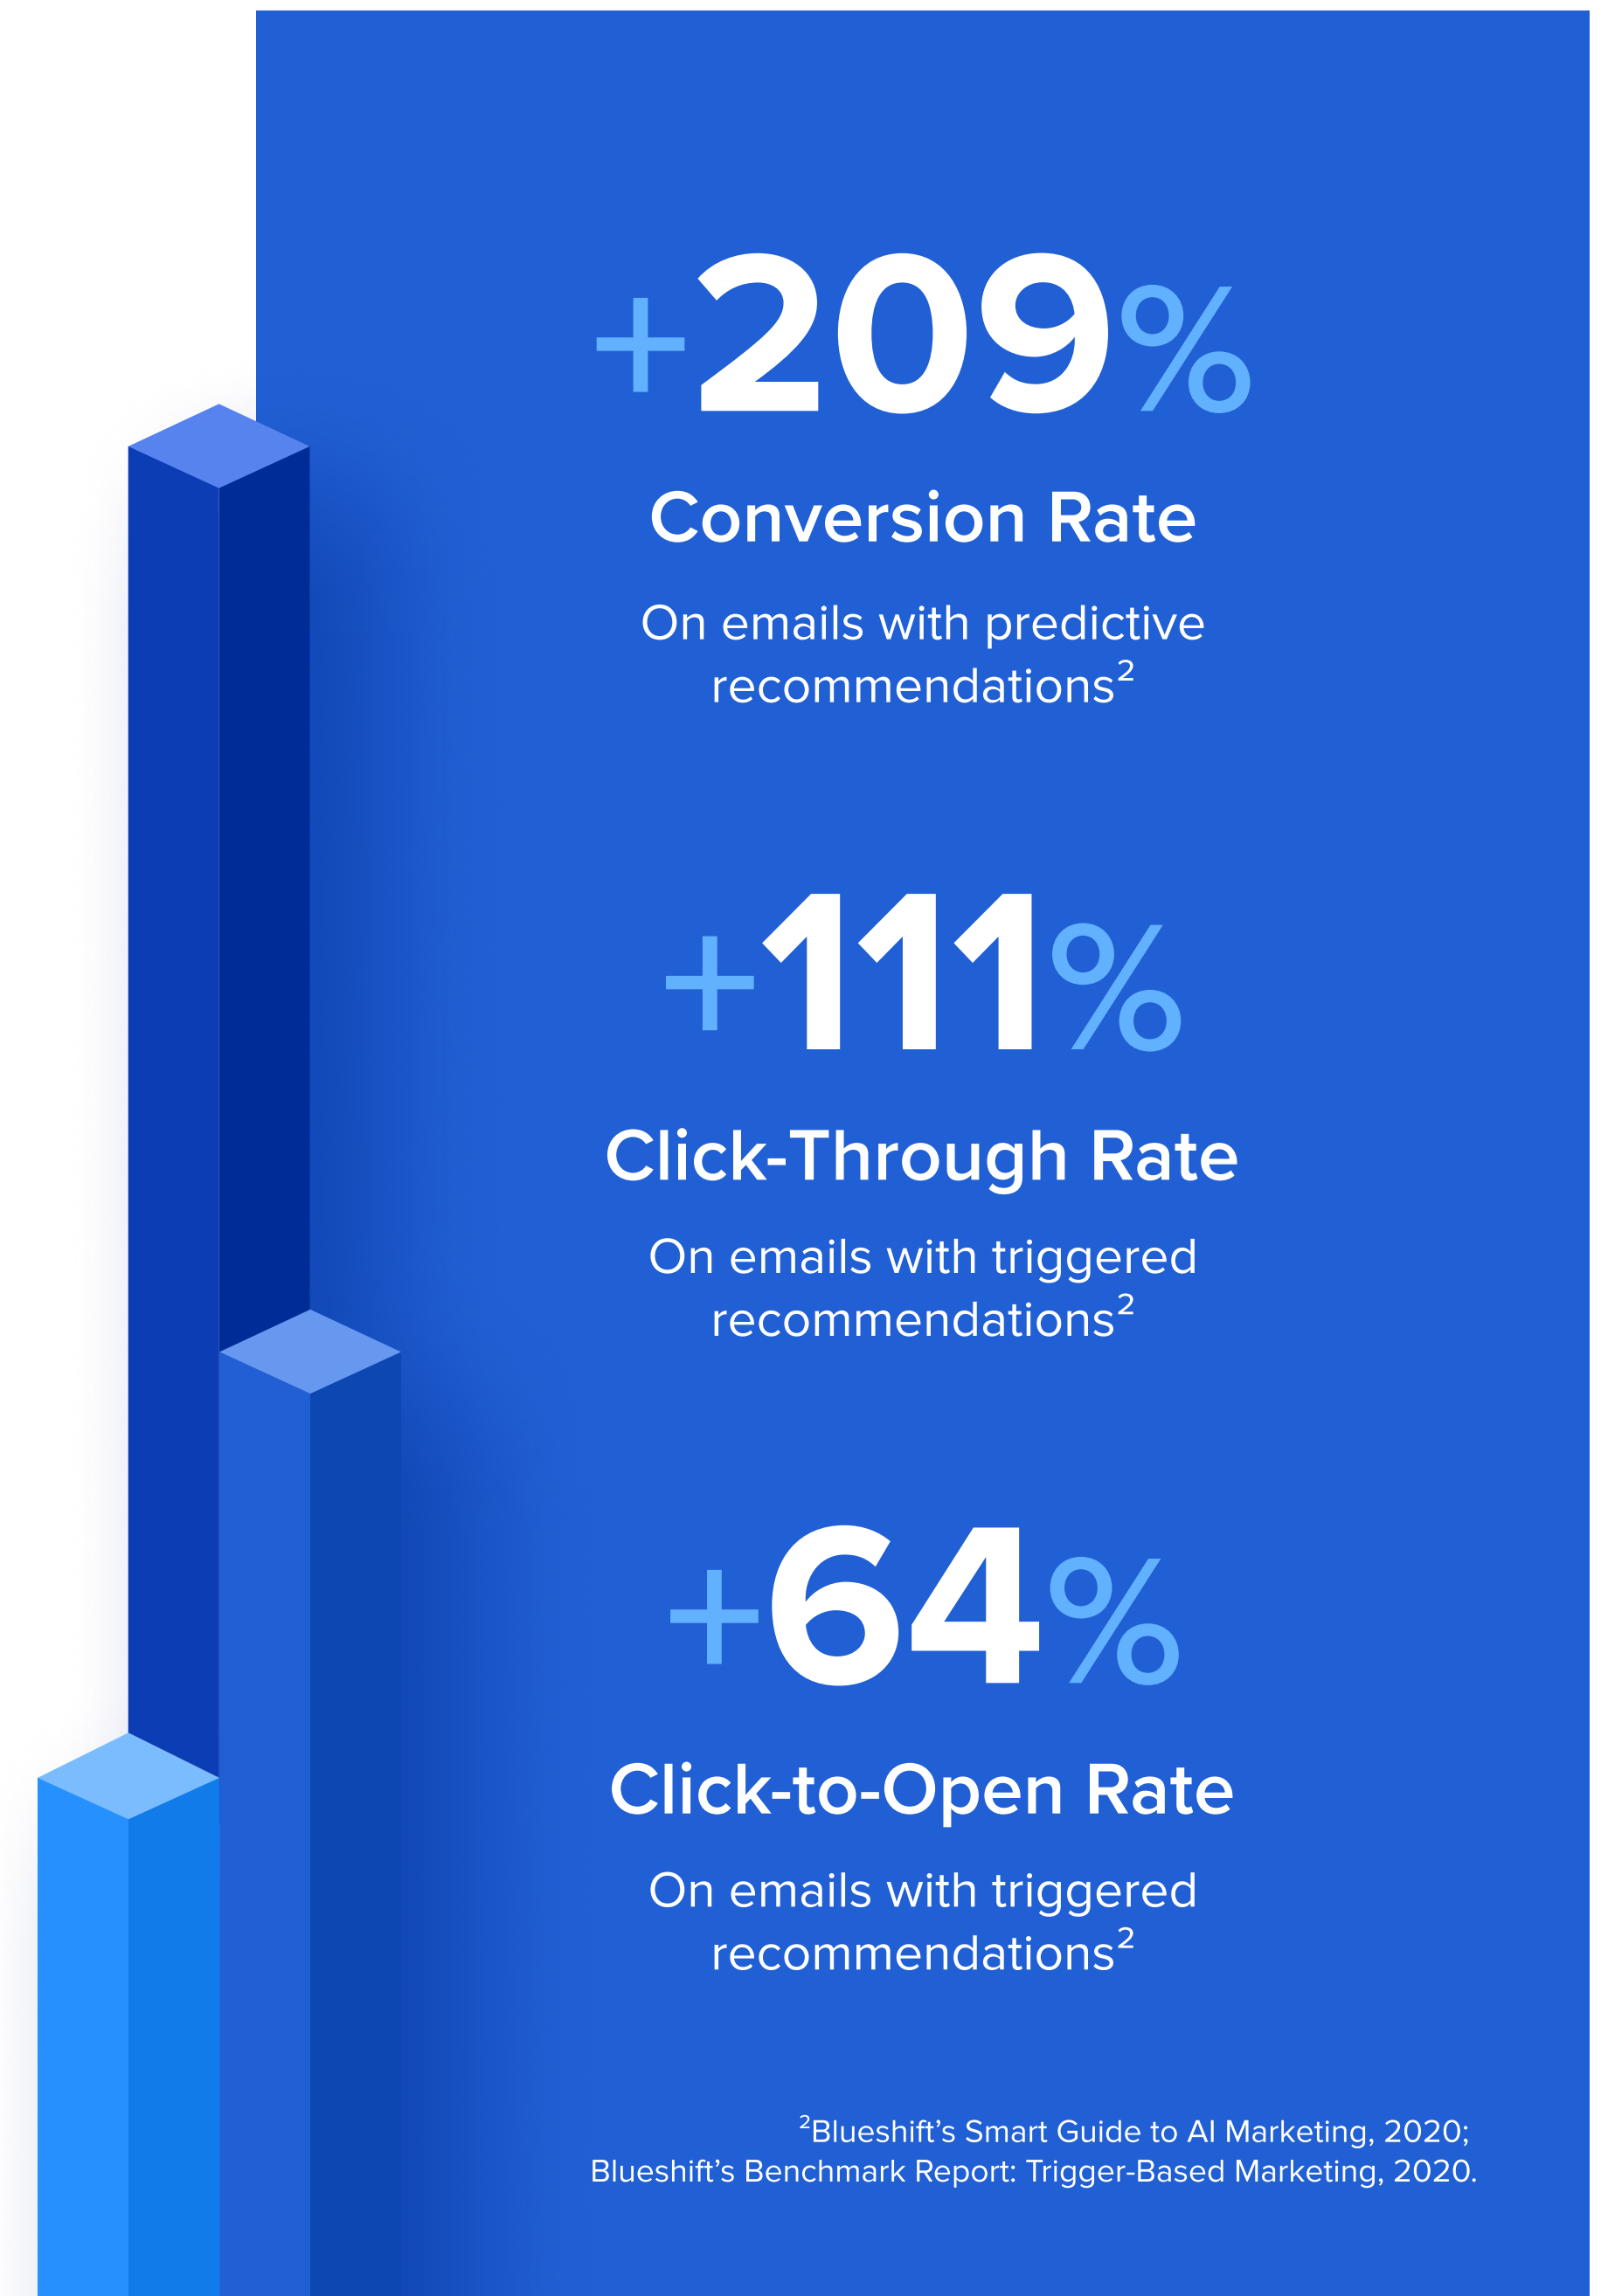 +209%
Conversion Rate
On emails with predictive
recommendations²
+111%
Click-Through Rate
On emails with triggered
recommendations²
+64%
Click-to-Open Rate
On emails with triggered
recommendations²
²Blueshift’s Smart Guide to AI Marketing, 2020;
Blueshift’s Benchmark Report: Trigger-Based Marketing, 2020.